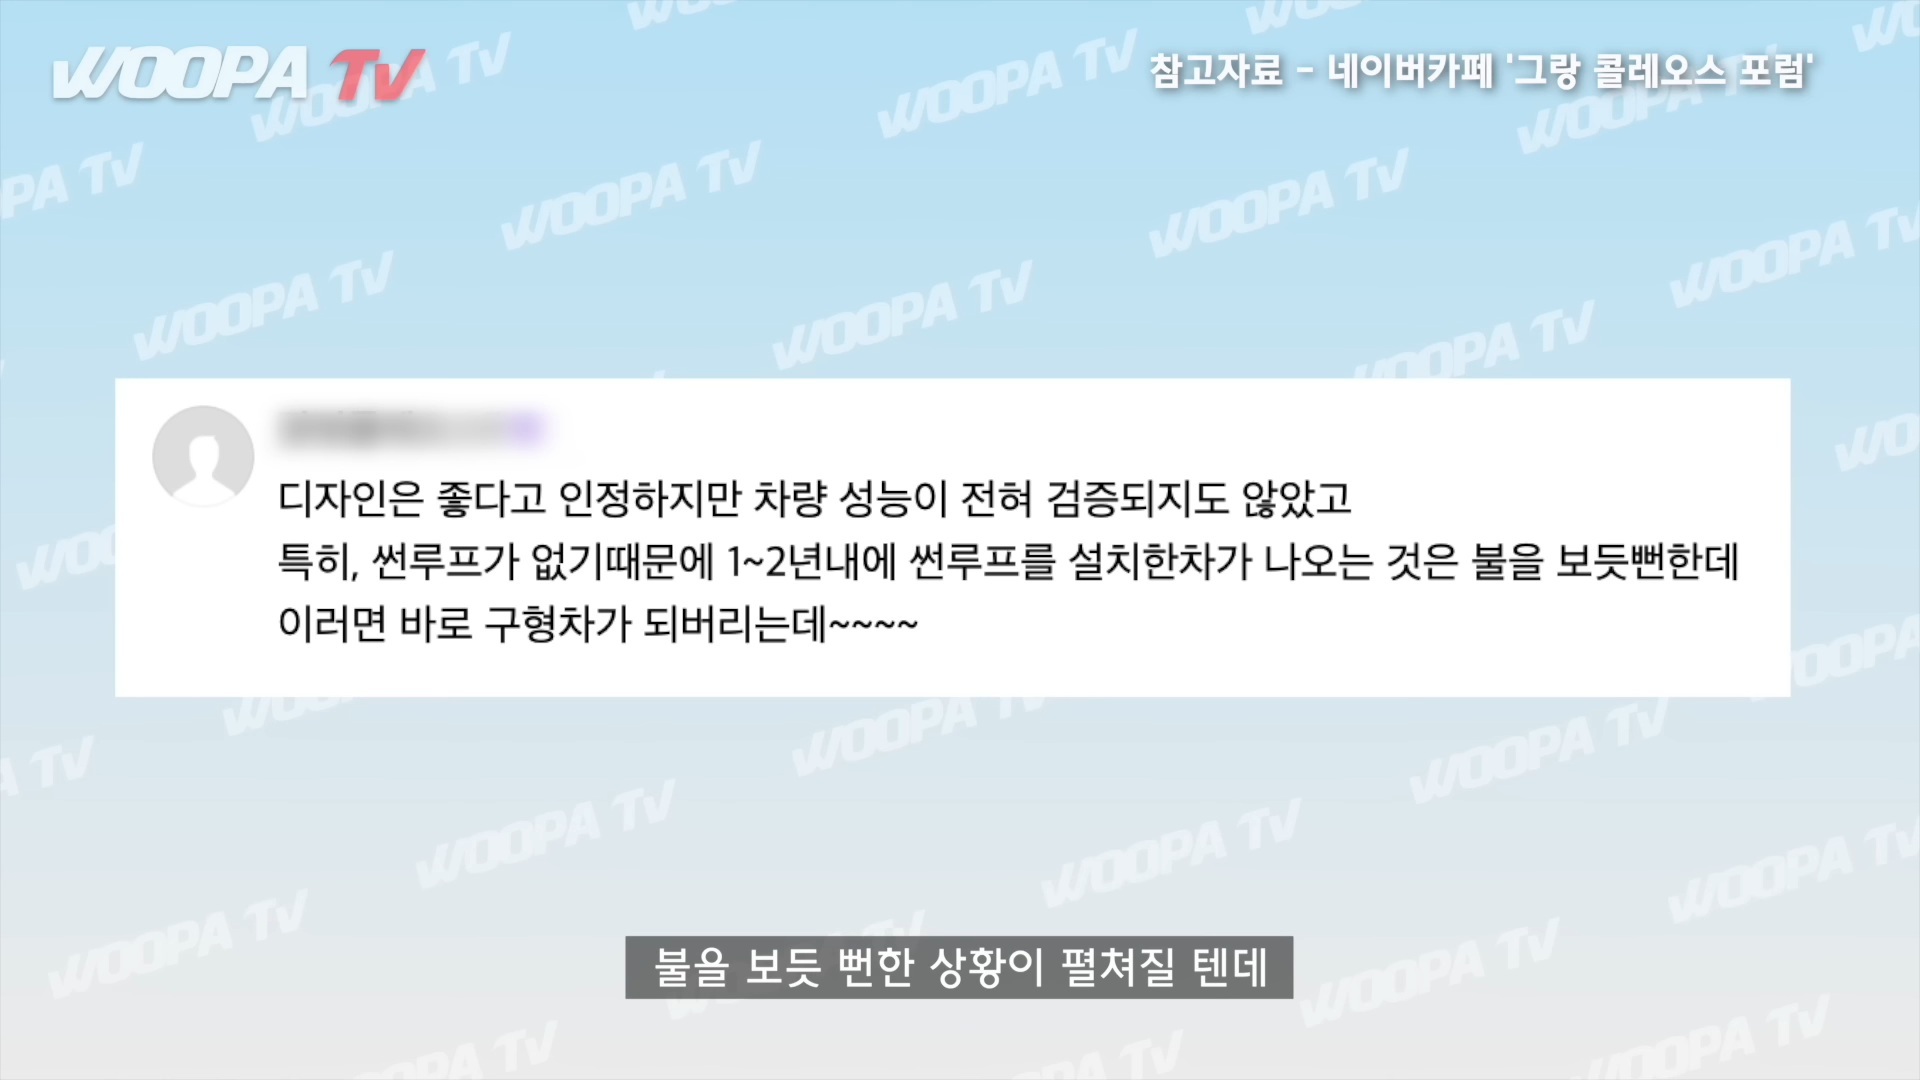 WOOPA TV
참고자료 - 네이버카페 '그랑 콜레오스 포럼'
디자인은 좋다고 인정하지만 차량 성능이 전혀 검증되지도 않았고
특히, 썬루프가 없기때문에 1~2년내에 썬루프를 설치한차가 나오는 것은 불을 보듯뻔한데
이러면 바로 구형차가 되버리는데~~~~
불을 보듯 뻔한 상황이 펼쳐질 텐데